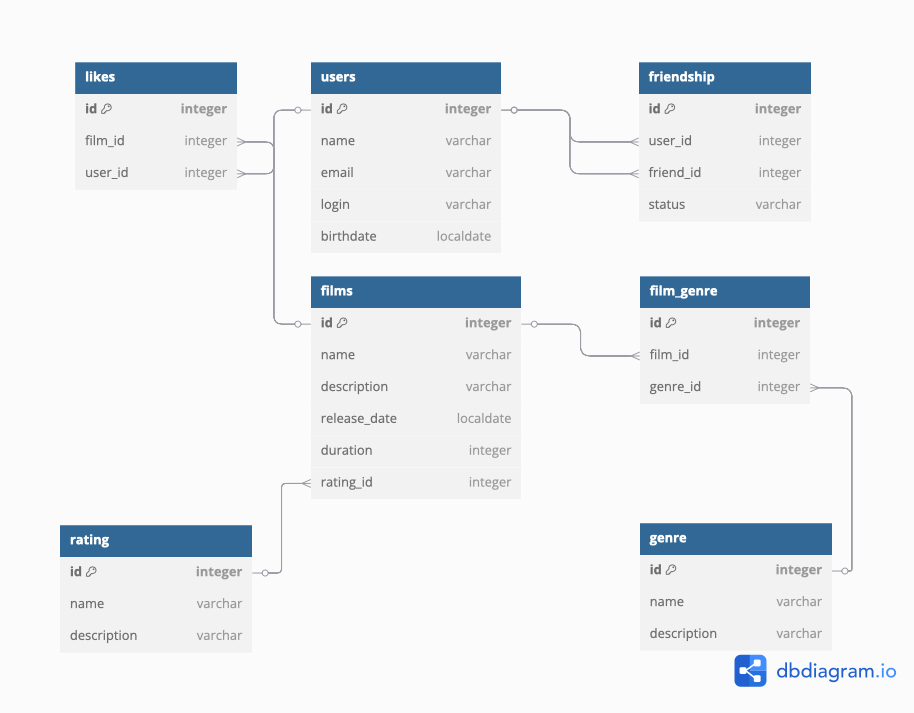 likes
id integer
film_id integer
user_id integer
users
id integer
name varchar
email varchar
login varchar
birthdate localdate
friendship
id integer
user_id integer
friend_id integer
status varchar
films
id integer
name varchar
description varchar
release_date localdate
duration integer
rating_id integer
film_genre
id integer
film_id integer
genre_id integer
rating
id integer
name varchar
description varchar
genre
id integer
name varchar
description varchar
dbdiagram.io